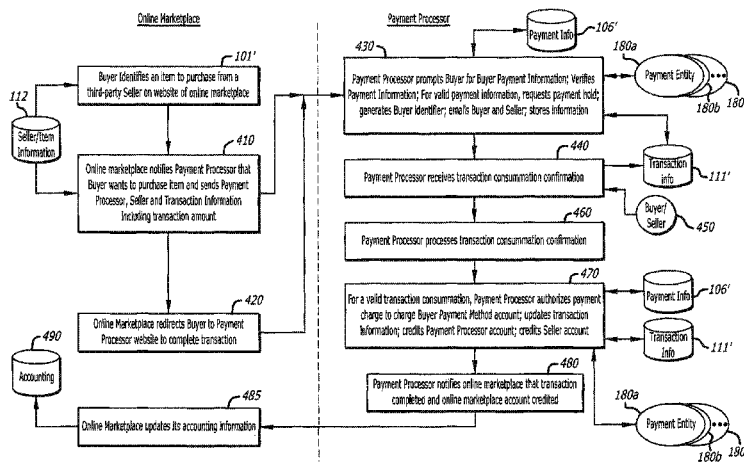 Online Marketplace
Payment Processor
101'
Buyer Identifies an item to purchase from a
third-party Seller on website of online marketplace
112
Seller/Item
Information
410
Online marketplace notifies Payment Processor that
Buyer wants to purchase item and sends Payment
Processor, Seller and Transaction Information
including transaction amount
420
Online Marketplace redirects Buyer to Payment
Processor website to complete transaction
490
Accounting
485
Online Marketplace updates its accounting information
Payment Info
106'
430
Payment Processor prompts Buyer for Buyer Payment Information; Verifies
Payment Information; For valid payment information, requests payment hold;
generates Buyer identifier; emails Buyer and Seller; stores information
180a
Payment Entity
180b
180
440
Payment Processor receives transaction consummation confirmation
Transaction
info
111'
Buyer/
Seller
450
460
Payment Processor processes transaction consummation confirmation
470
For a valid transaction consummation, Payment Processor authorizes payment
charge to charge Buyer Payment Method account; updates transaction
information; credits Payment Processor account; credits Seller account
Payment Info
106'
Transaction
Info
111'
480
Payment Processor notifies online marketplace that transaction
completed and online marketplace account credited
180a
Payment Entity
180b
180